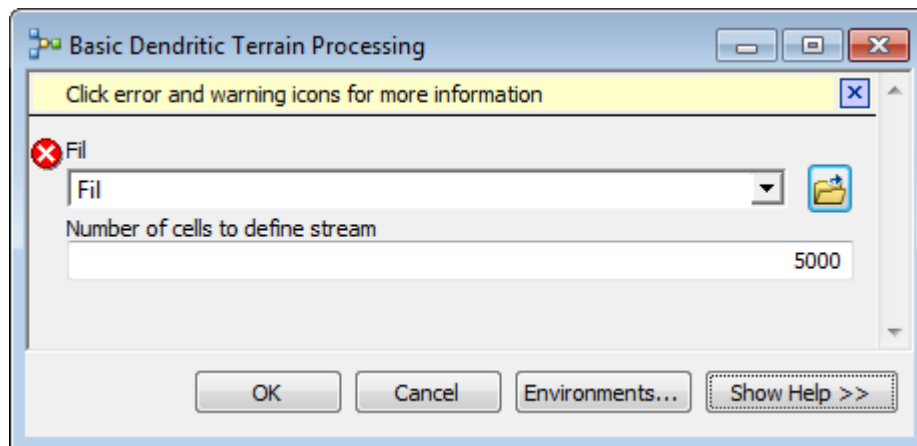 Basic Dendritic Terrain Processing
Click error and warning icons for more information
Fil
Fil
Number of cells to define stream
5000
OK Cancel Environments... Show Help >>